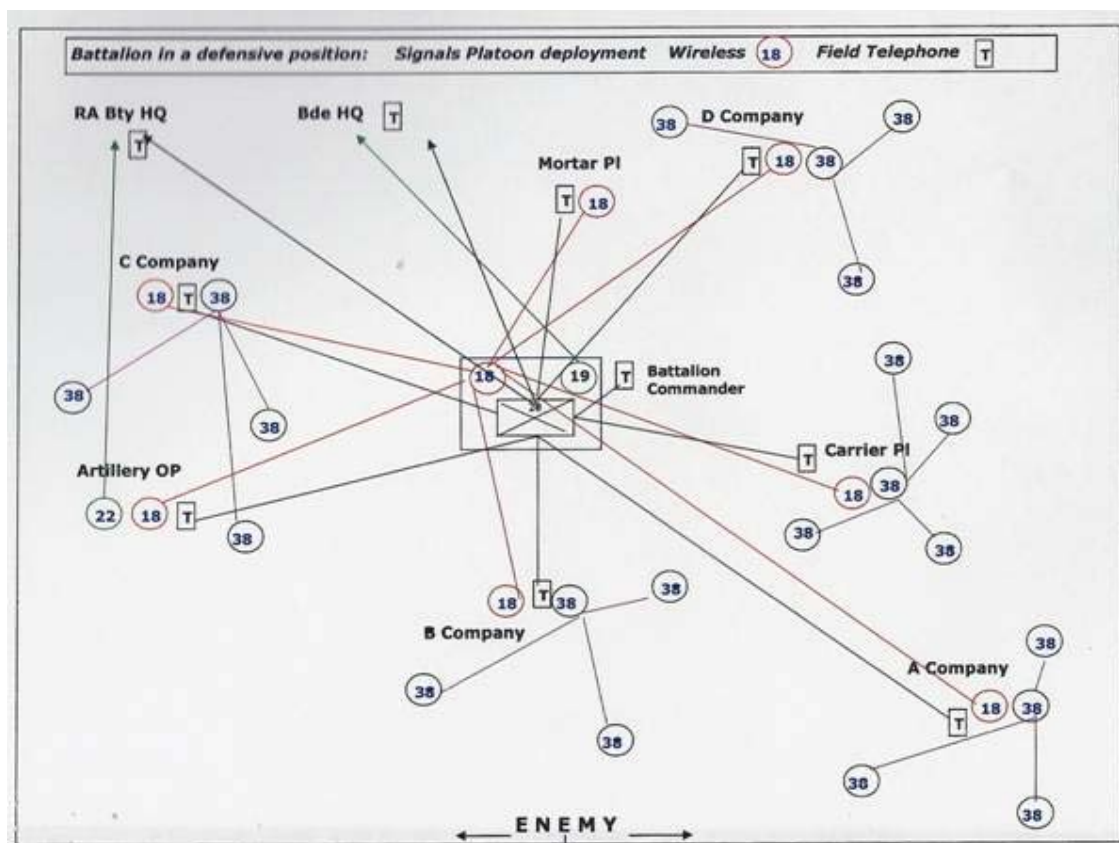 Battalion in a defensive position: Signals Platoon deployment Wireless 18 Field Telephone T
RA Bty HQ
T
Bde HQ T
D Company
38
38
T 18 38
38
Mortar Pl
T 18
C Company
18 T 38
38
38
38
18
19
T
Battalion
Commander
Artillery OP
22 18 T
38
38
Carrier Pl
T
18 38
38
38
B Company
18 T 38
38
38
38
A Company
38
18 38
T
38
38
ENEMY